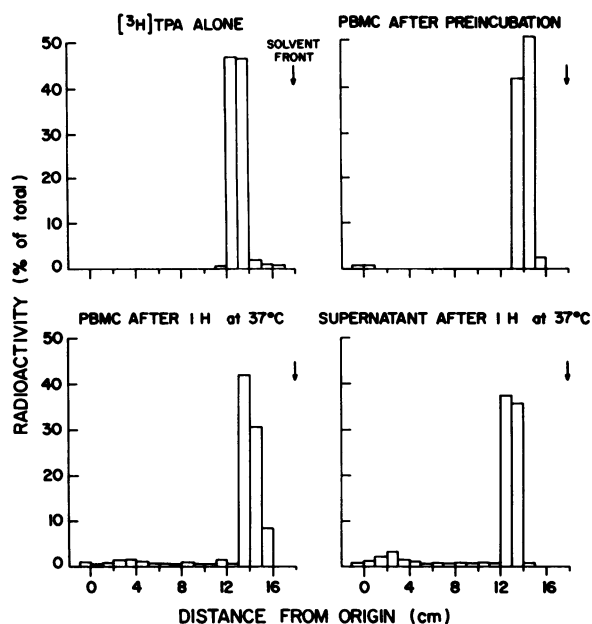 [³H]TPA ALONE
PBMC AFTER PREINCUBATION
SOLVENT
FRONT
50
40
30
20
10
0
PBMC AFTER 1 H at 37°C
SUPERNATANT AFTER 1 H at 37°C
50
40
30
20
10
0
0 4 8 12 16
0 4 8 12 16
RADIOACTIVITY (% of total)
DISTANCE FROM ORIGIN (cm)